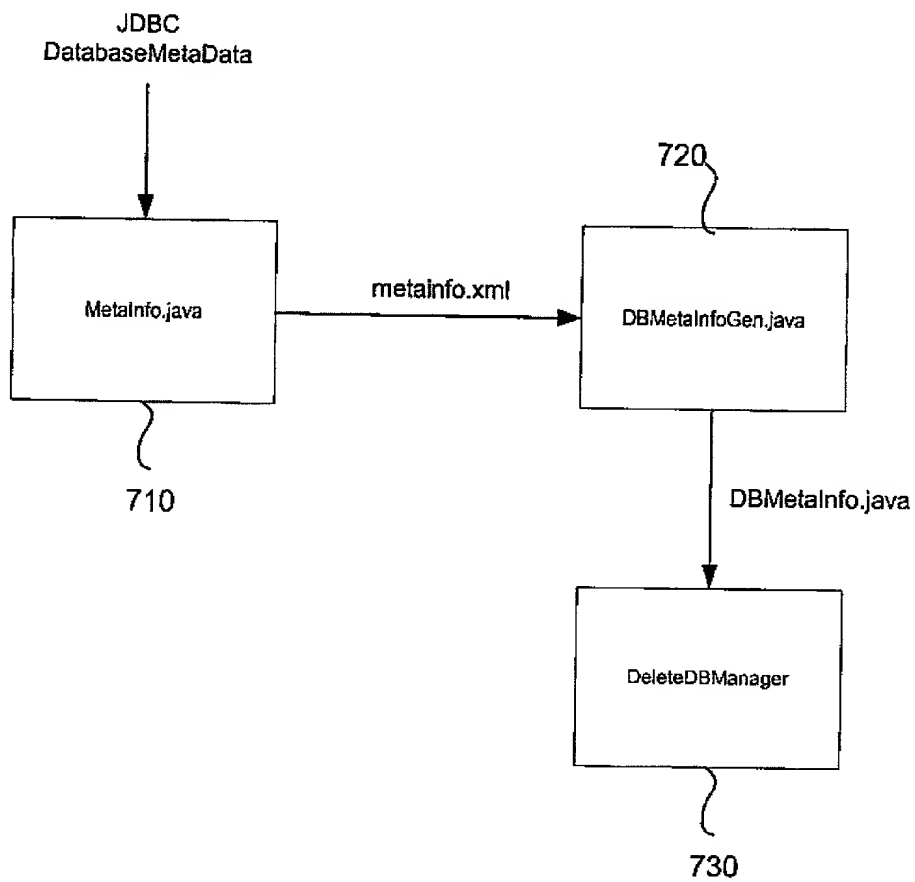 JDBC
DatabaseMetaData
720
MetaInfo.java
metainfo.xml
DBMetaInfoGen.java
710
DBMetaInfo.java
DeleteDBManager
730